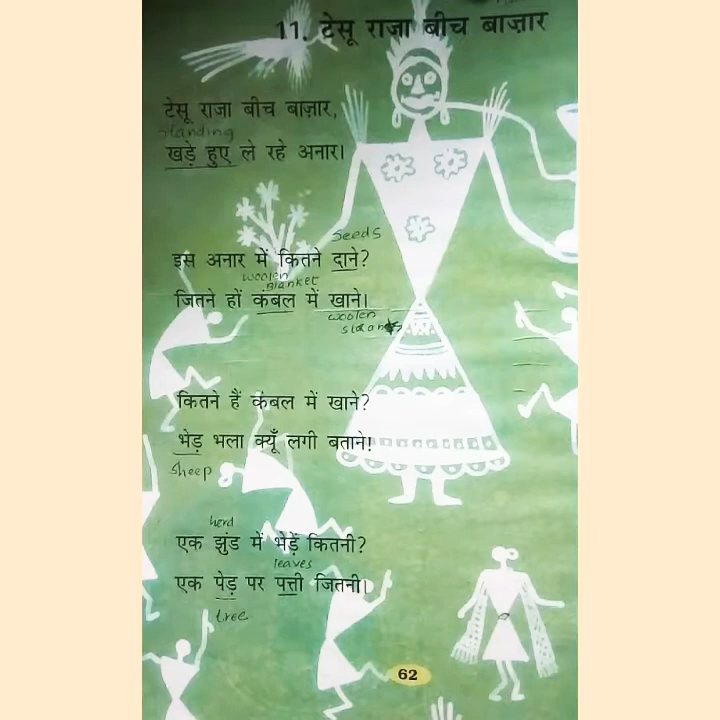 11. टेसू राजा बीच बाज़ार
टेसू राजा बीच बाज़ार,
standing
खड़े हुए ले रहे अनार।
seeds
इस अनार में कितने दाने?
woolen
Blanket
जितने हों कंबल में खाने।
woolen
कितने हैं कंबल में खाने?
भेड़ भला क्यूँ लगी बताने!
sheep
herd
एक झुंड में भेड़ें कितनी?
leaves
एक पेड़ पर पत्ती जितनी।
tree
62